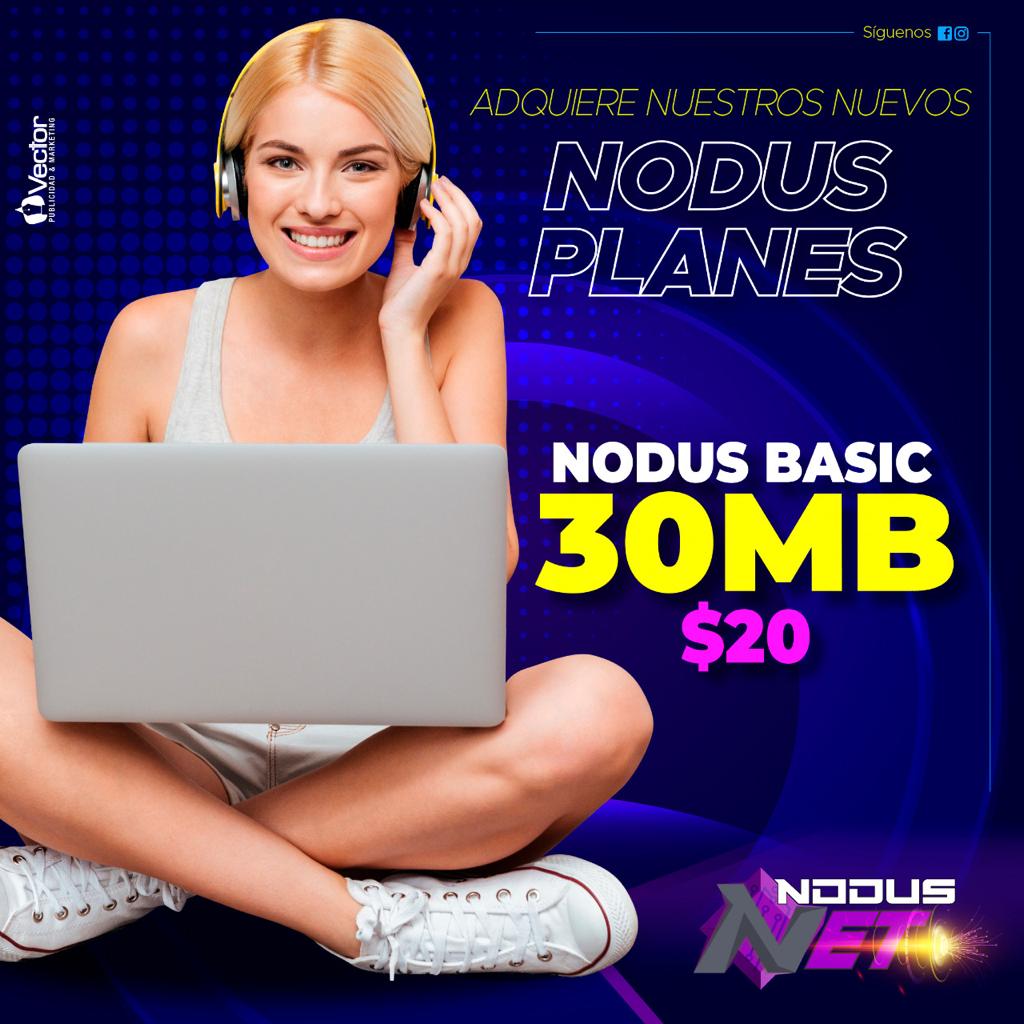 Síguenos
ADQUIERE NUESTROS NUEVOS
NODUS
PLANES
Vector
PUBLICIDAD & MARKETING
NODUS BASIC
30MB
$20
NODUS
NET